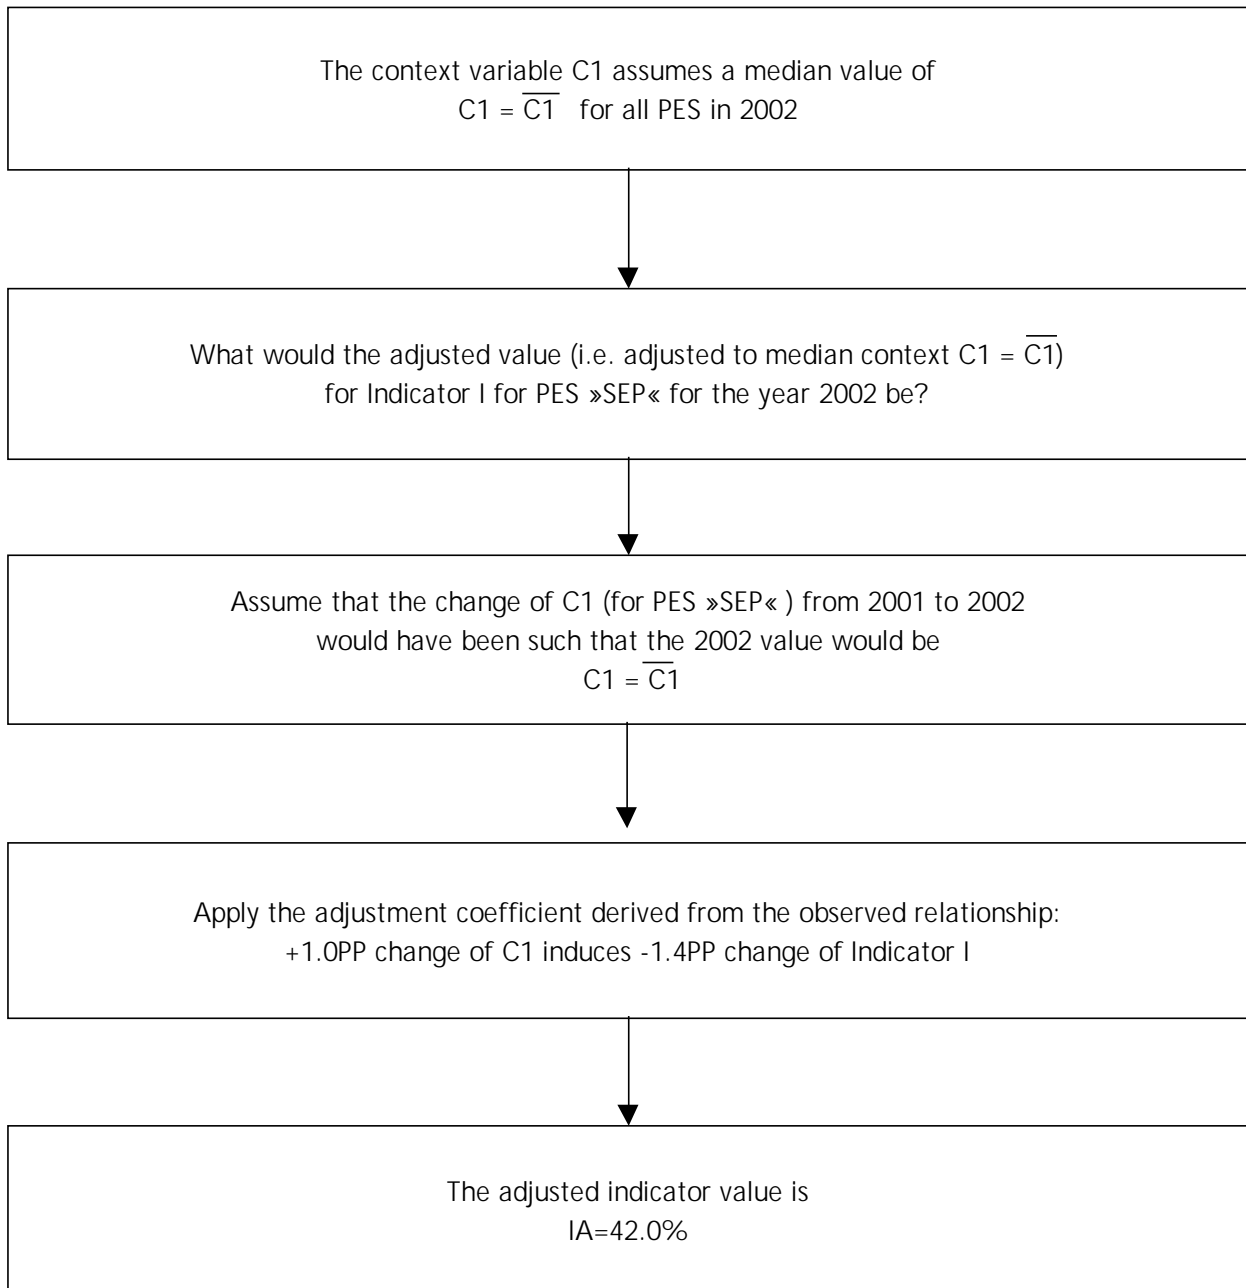 The context variable C1 assumes a median value of
C1 = C̅1̅ for all PES in 2002
What would the adjusted value (i.e. adjusted to median context C1 = C̅1̅)
for Indicator I for PES »SEP« for the year 2002 be?
Assume that the change of C1 (for PES »SEP« ) from 2001 to 2002
would have been such that the 2002 value would be
C1 = C̅1̅
Apply the adjustment coefficient derived from the observed relationship:
+1.0PP change of C1 induces -1.4PP change of Indicator I
The adjusted indicator value is
IA=42.0%